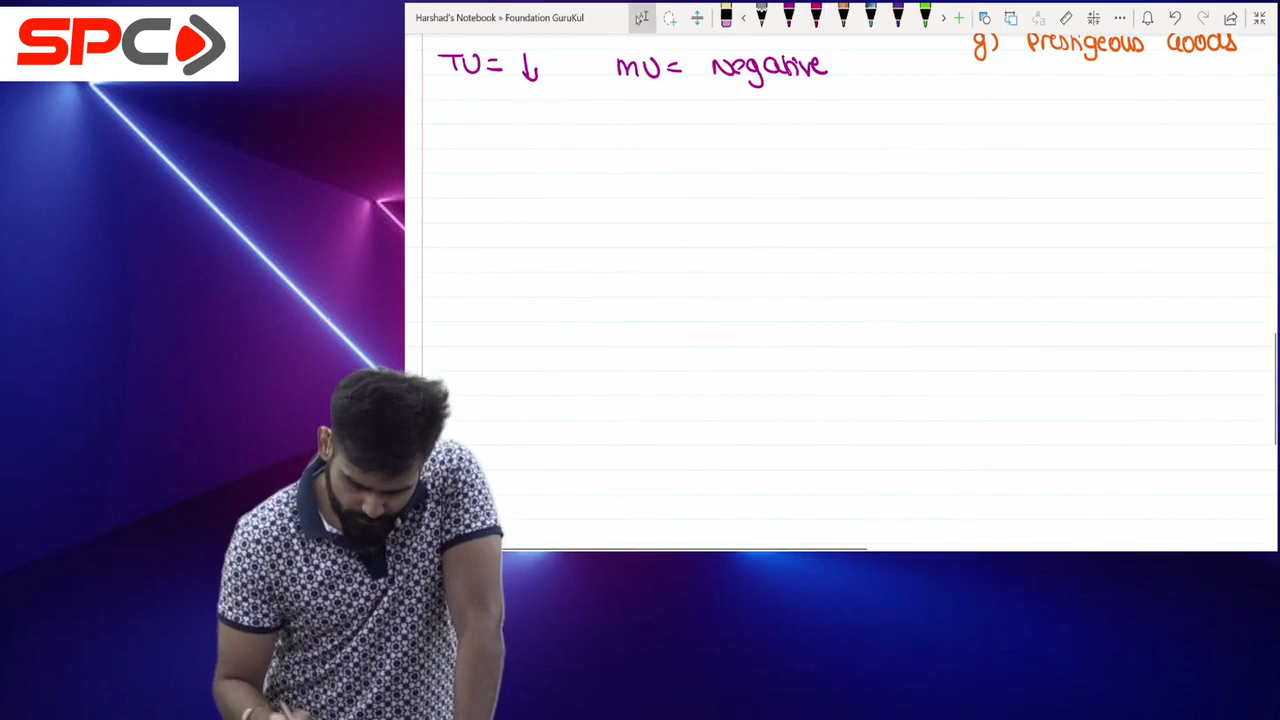 SPC
Harshad's Notebook » Foundation GuruKul
g) Prestigeous Goods
TU = ↓ MU = Negative